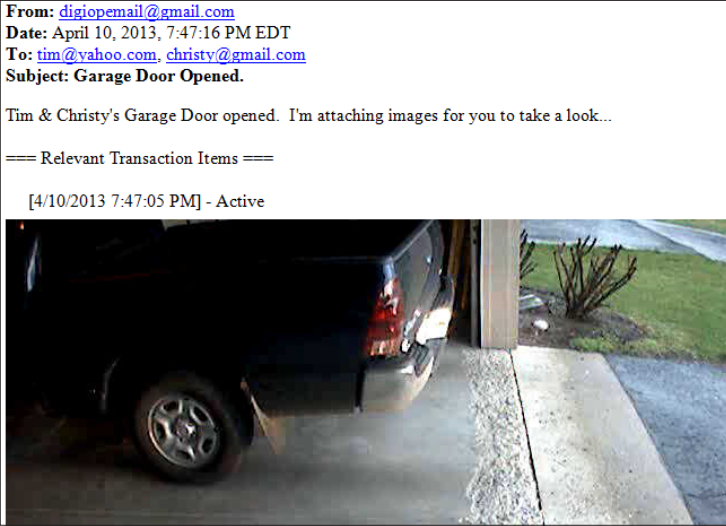 From: digiopemail@gmail.com
Date: April 10, 2013, 7:47:16 PM EDT
To: tim@yahoo.com, christy@gmail.com
Subject: Garage Door Opened.
Tim & Christy's Garage Door opened.  I'm attaching images for you to take a look...
=== Relevant Transaction Items ===
[4/10/2013 7:47:05 PM] - Active